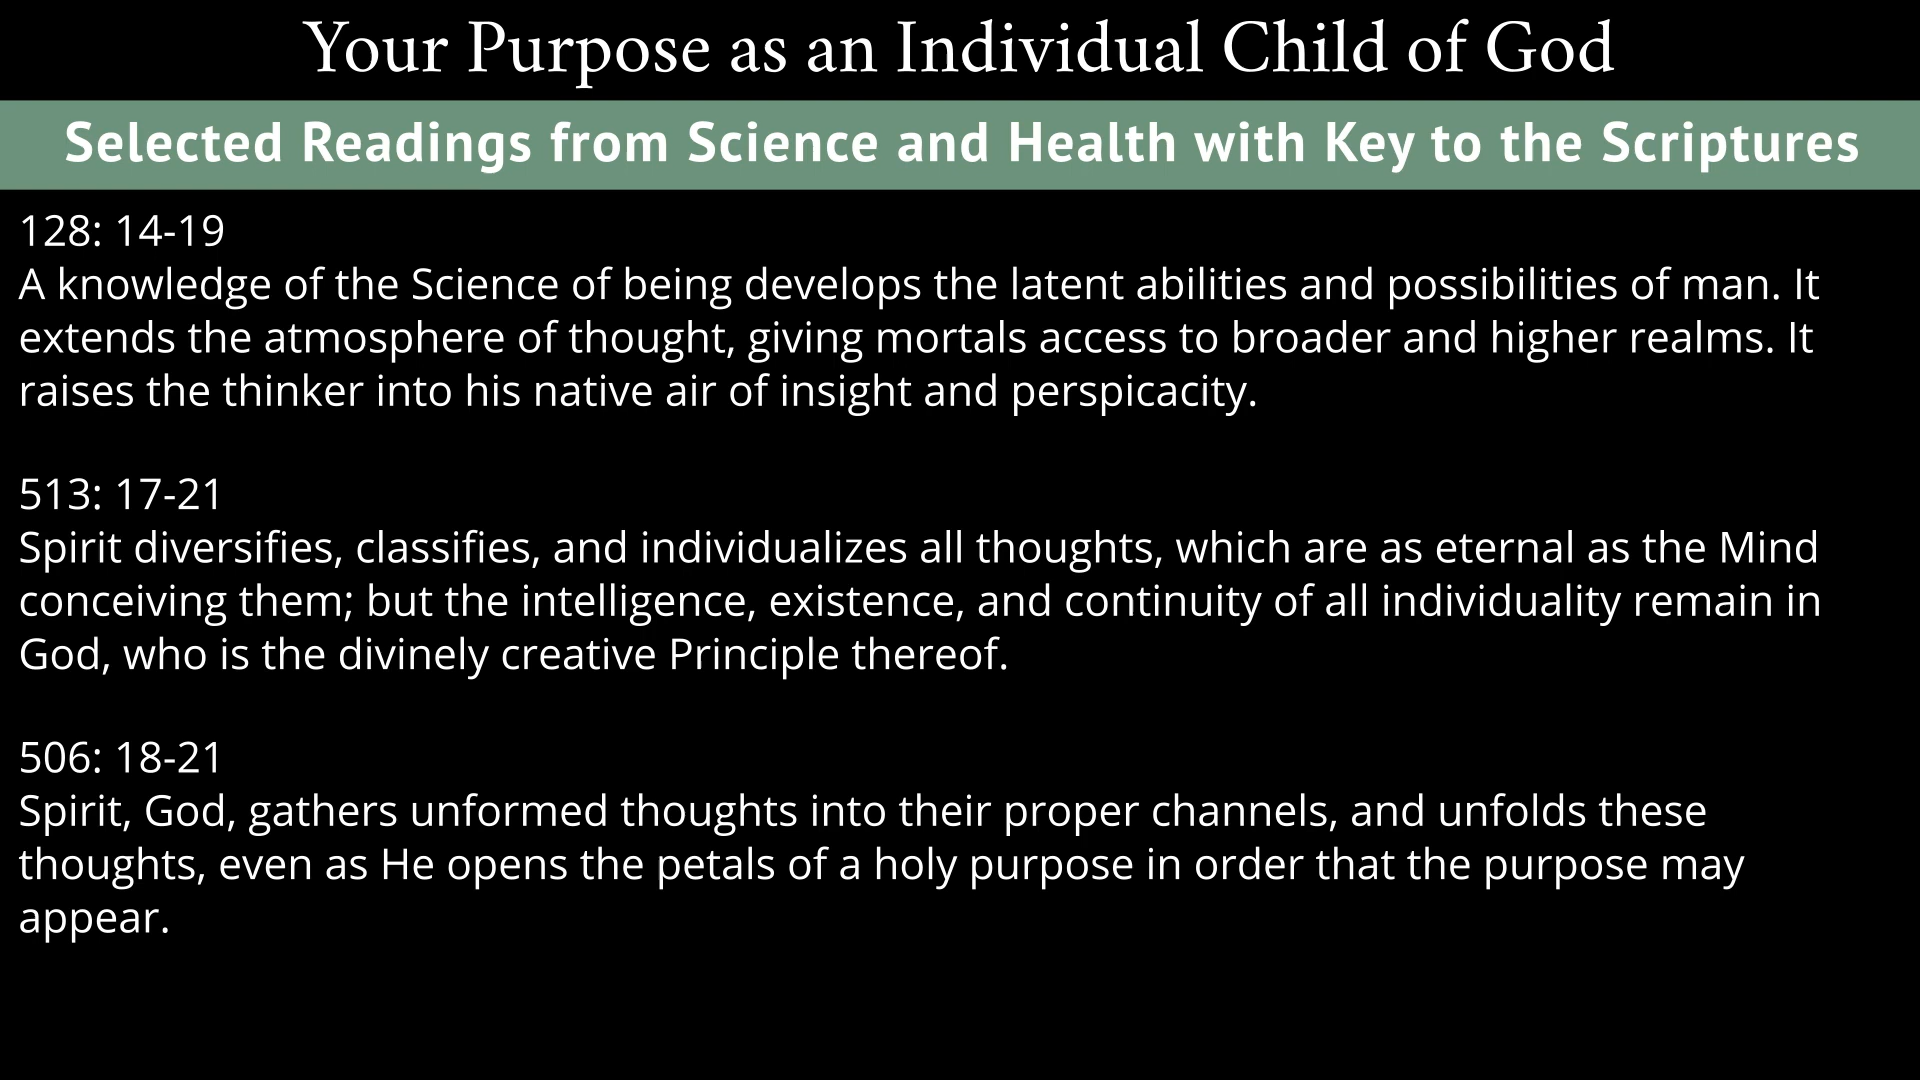 Your Purpose as an Individual Child of God
Selected Readings from Science and Health with Key to the Scriptures
128: 14-19
A knowledge of the Science of being develops the latent abilities and possibilities of man. It
extends the atmosphere of thought, giving mortals access to broader and higher realms. It
raises the thinker into his native air of insight and perspicacity.
513: 17-21
Spirit diversifies, classifies, and individualizes all thoughts, which are as eternal as the Mind
conceiving them; but the intelligence, existence, and continuity of all individuality remain in
God, who is the divinely creative Principle thereof.
506: 18-21
Spirit, God, gathers unformed thoughts into their proper channels, and unfolds these
thoughts, even as He opens the petals of a holy purpose in order that the purpose may
appear.